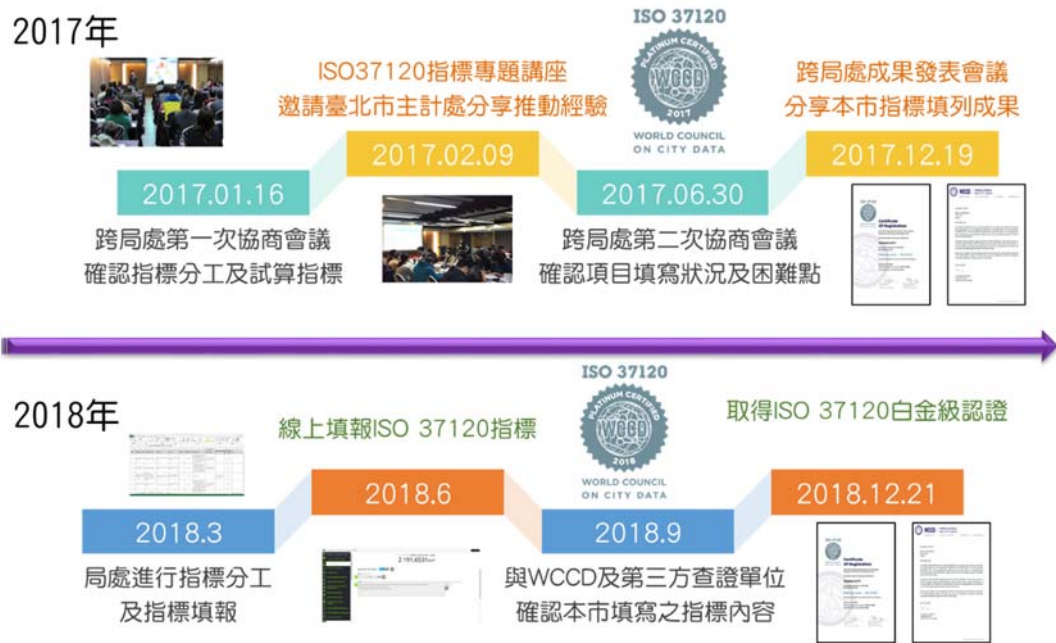 2017年
ISO37120指標專題講座
邀請臺北市主計處分享推動經驗
ISO 37120
PLATINUM CERTIFIED
WCCD
2017
WORLD COUNCIL
ON CITY DATA
跨局處成果發表會議
分享本市指標填列成果
2017.01.16
2017.02.09
2017.06.30
2017.12.19
跨局處第一次協商會議
確認指標分工及試算指標
跨局處第二次協商會議
確認項目填寫狀況及困難點
Certificate
Of Registration
WCCD
2018年
線上填報ISO 37120指標
ISO 37120
PLATINUM CERTIFIED
WCCD
2018
WORLD COUNCIL
ON CITY DATA
取得ISO 37120白金級認證
2018.3
2018.6
2018.9
2018.12.21
局處進行指標分工
及指標填報
與WCCD及第三方查證單位
確認本市填寫之指標內容
Certificate
Of Registration
WCCD